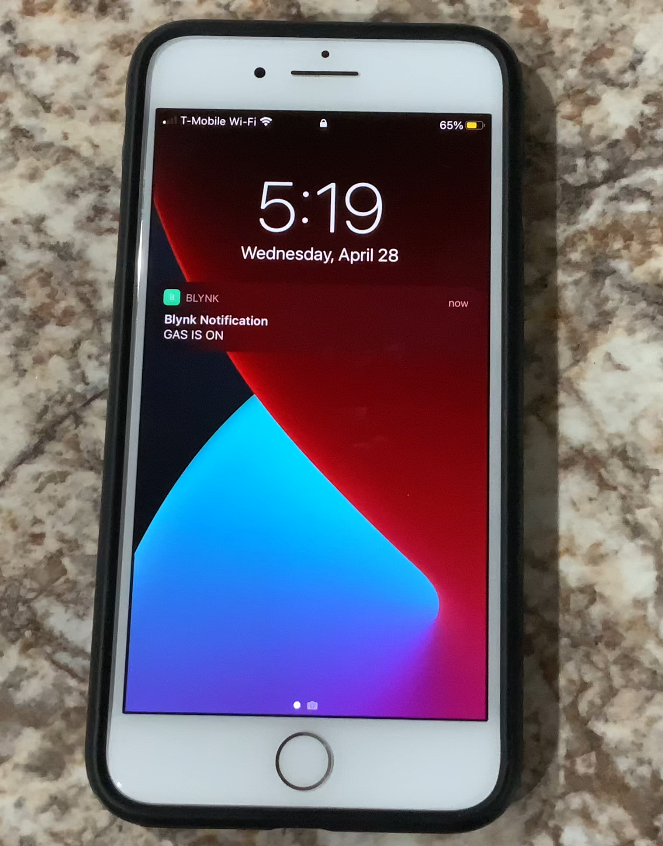 T-Mobile Wi-Fi 65%
5:19
Wednesday, April 28
BLYNK now
Blynk Notification
GAS IS ON